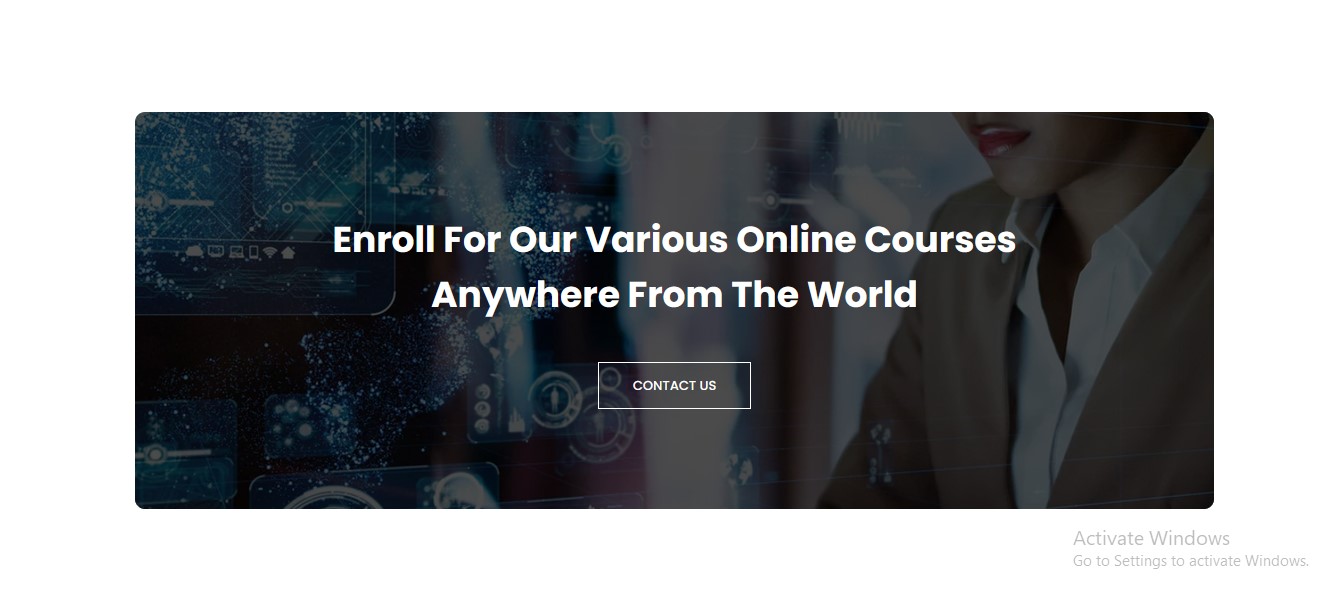 Enroll For Our Various Online Courses
Anywhere From The World
CONTACT US
Activate Windows
Go to Settings to activate Windows.